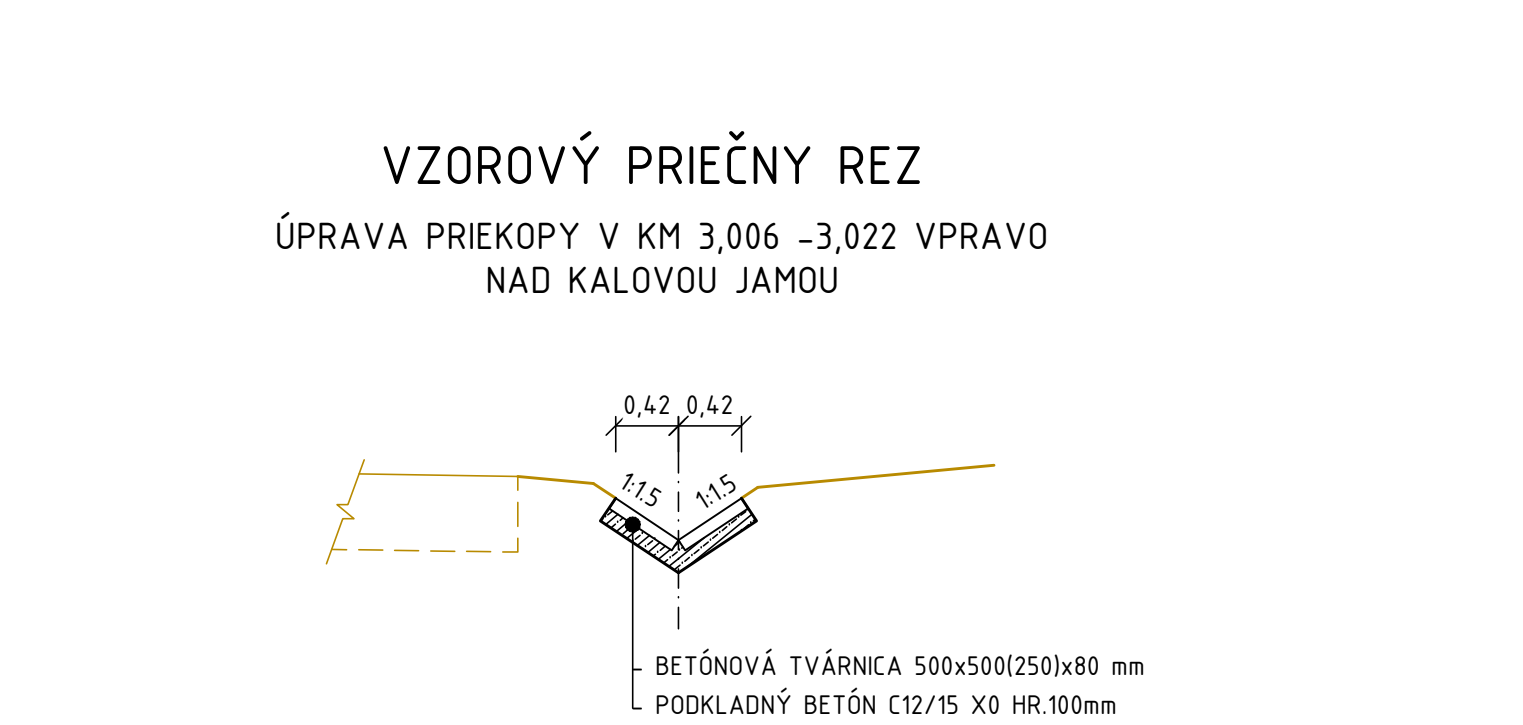 VZOROVÝ PRIEČNY REZ
ÚPRAVA PRIEKOPY V KM 3,006 -3,022 VPRAVO
NAD KALOVOU JAMOU
0,42 0,42
1:1.5 1:1.5
BETÓNOVÁ TVÁRNICA 500x500(250)x80 mm
PODKLADNÝ BETÓN C12/15 X0 HR.100mm